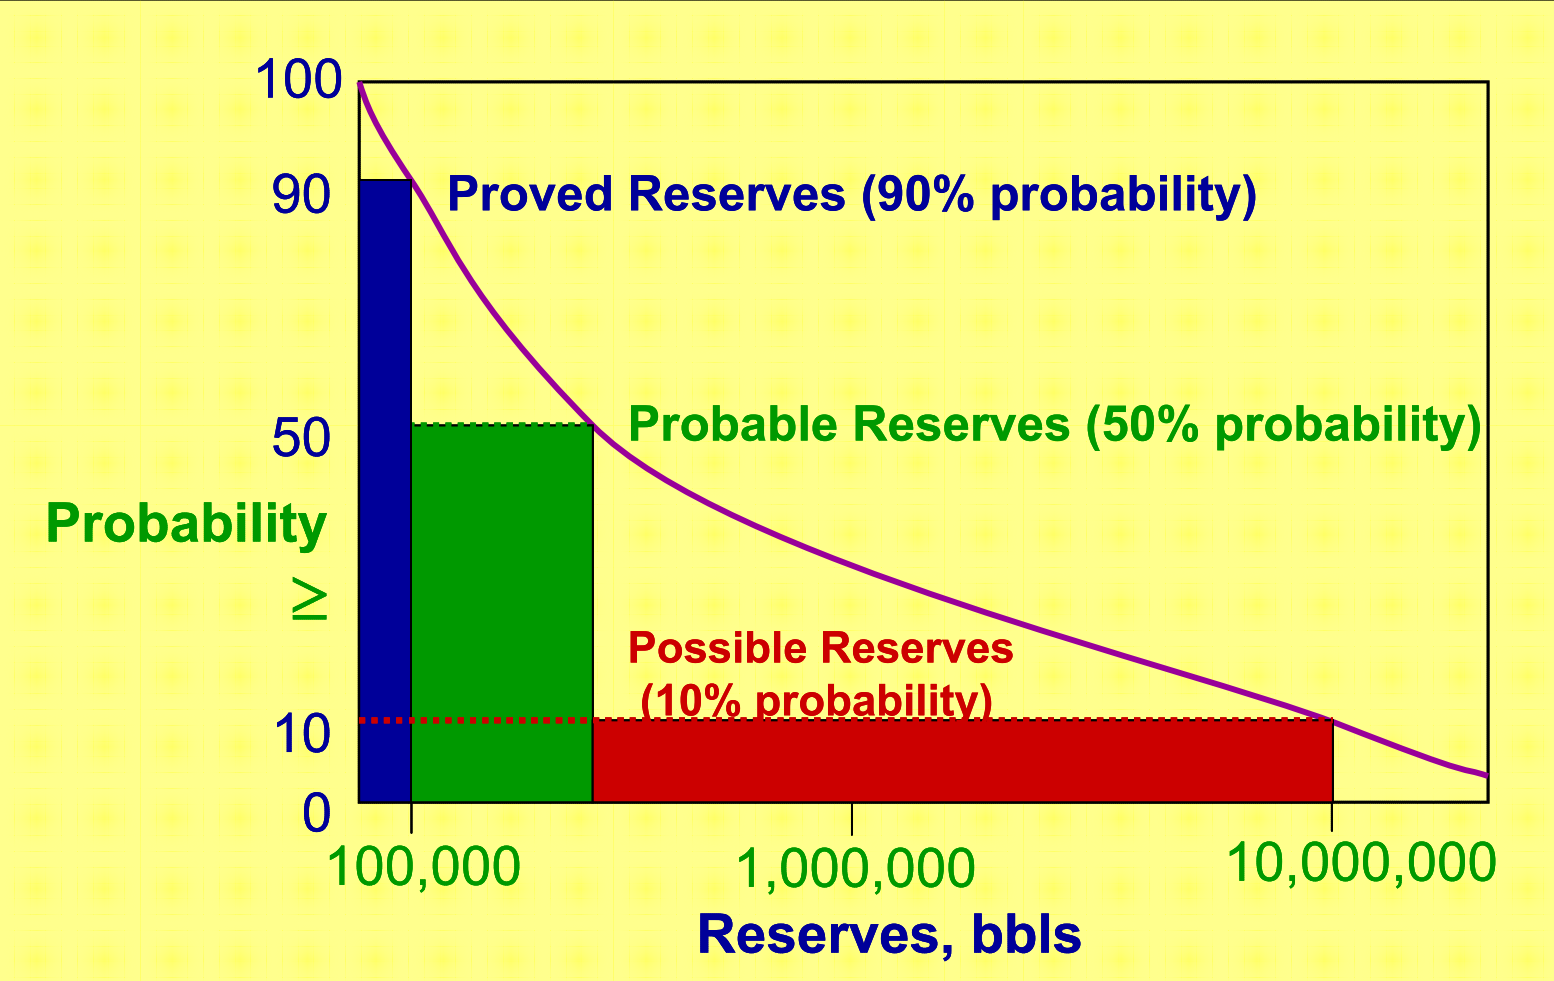 100
90
Proved Reserves (90% probability)
50
Probable Reserves (50% probability)
Probability
≥
Possible Reserves
(10% probability)
10
0
100,000
1,000,000
10,000,000
Reserves, bbls